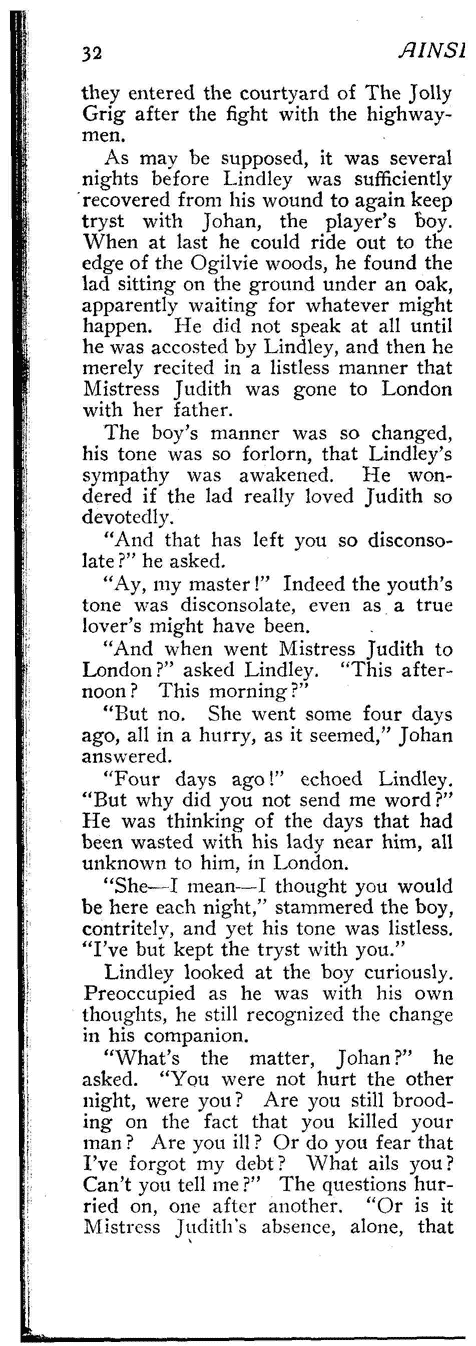 32 AINSL
they entered the courtyard of The Jolly
Grig after the fight with the highway-
men.
As may be supposed, it was several
nights before Lindley was sufficiently
recovered from his wound to again keep
tryst with Johan, the player's boy.
When at last he could ride out to the
edge of the Ogilvie woods, he found the
lad sitting on the ground under an oak,
apparently waiting for whatever might
happen. He did not speak at all until
he was accosted by Lindley, and then he
merely recited in a listless manner that
Mistress Judith was gone to London
with her father.
The boy's manner was so changed,
his tone was so forlorn, that Lindley's
sympathy was awakened. He won-
dered if the lad really loved Judith so
devotedly.
"And that has left you so disconso-
late?" he asked.
"Ay, my master!" Indeed the youth's
tone was disconsolate, even as a true
lover's might have been.
"And when went Mistress Judith to
London?" asked Lindley. "This after-
noon? This morning?"
"But no. She went some four days
ago, all in a hurry, as it seemed," Johan
answered.
"Four days ago!" echoed Lindley.
"But why did you not send me word?"
He was thinking of the days that had
been wasted with his lady near him, all
unknown to him, in London.
"She—I mean—I thought you would
be here each night," stammered the boy,
contritely, and yet his tone was listless.
"I've but kept the tryst with you."
Lindley looked at the boy curiously.
Preoccupied as he was with his own
thoughts, he still recognized the change
in his companion.
"What's the matter, Johan?" he
asked. "You were not hurt the other
night, were you? Are you still brood-
ing on the fact that you killed your
man? Are you ill? Or do you fear that
I've forgot my debt? What ails you?
Can't you tell me?" The questions hur-
ried on, one after another. "Or is it
Mistress Judith's absence, alone, that